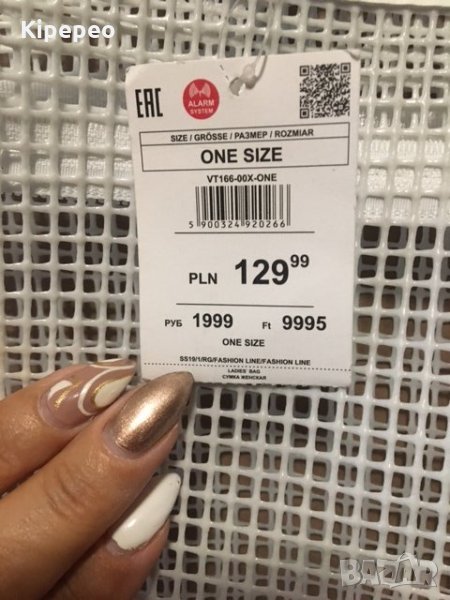 Kipepeo
EAC
ALARM
SYSTEM
SIZE / GRÖSSE / РАЗМЕР / ROZMIAR
ONE SIZE
VT166-00X-ONE
5 900324 920266
PLN 129 99
РУБ 1999 Ft 9995
ONE SIZE
SS19/1/RG/FASHION LINE/FASHION LINE
LADIES` BAG
СУМКА ЖЕНСКАЯ
BAZAR